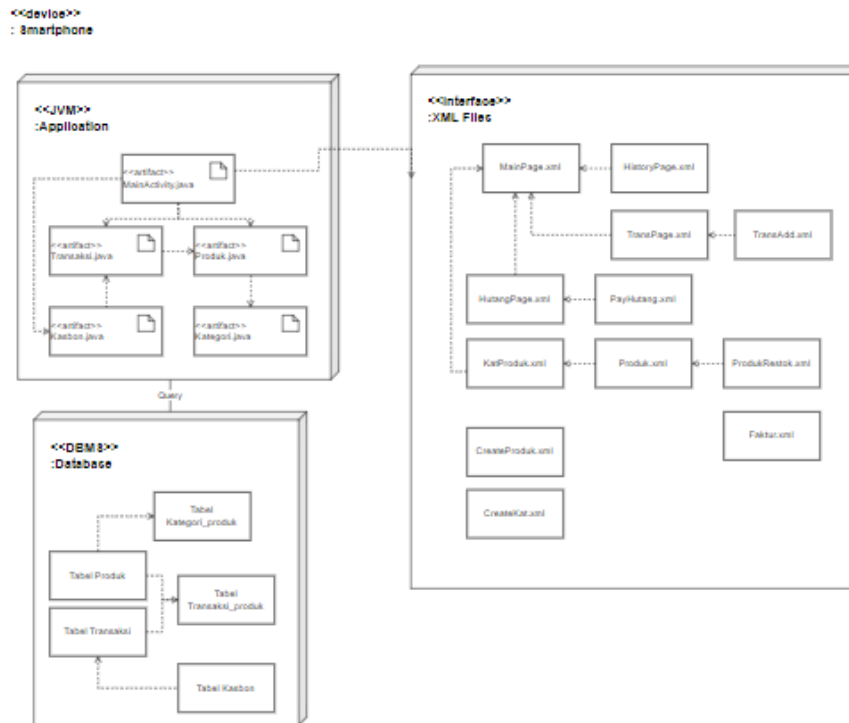 <<device>>
: Smartphone
<<JVM>>
:Application
<<artifact>>
MainActivity.java
<<artifact>>
Transaksi.java
<<artifact>>
Produk.java
<<artifact>>
Kasbon.java
<<artifact>>
Kategori.java
Query
<<DBMS>>
:Database
Tabel
Kategori_produk
Tabel Produk
Tabel
Transaksi_produk
Tabel Transaksi
Tabel Kasbon
<<interface>>
:XML Files
MainPage.xml
HistoryPage.xml
TransPage.xml
TransAdd.xml
HutangPage.xml
PayHutang.xml
KatProduk.xml
Produk.xml
ProdukRestok.xml
Faktur.xml
CreateProduk.xml
CreateKat.xml